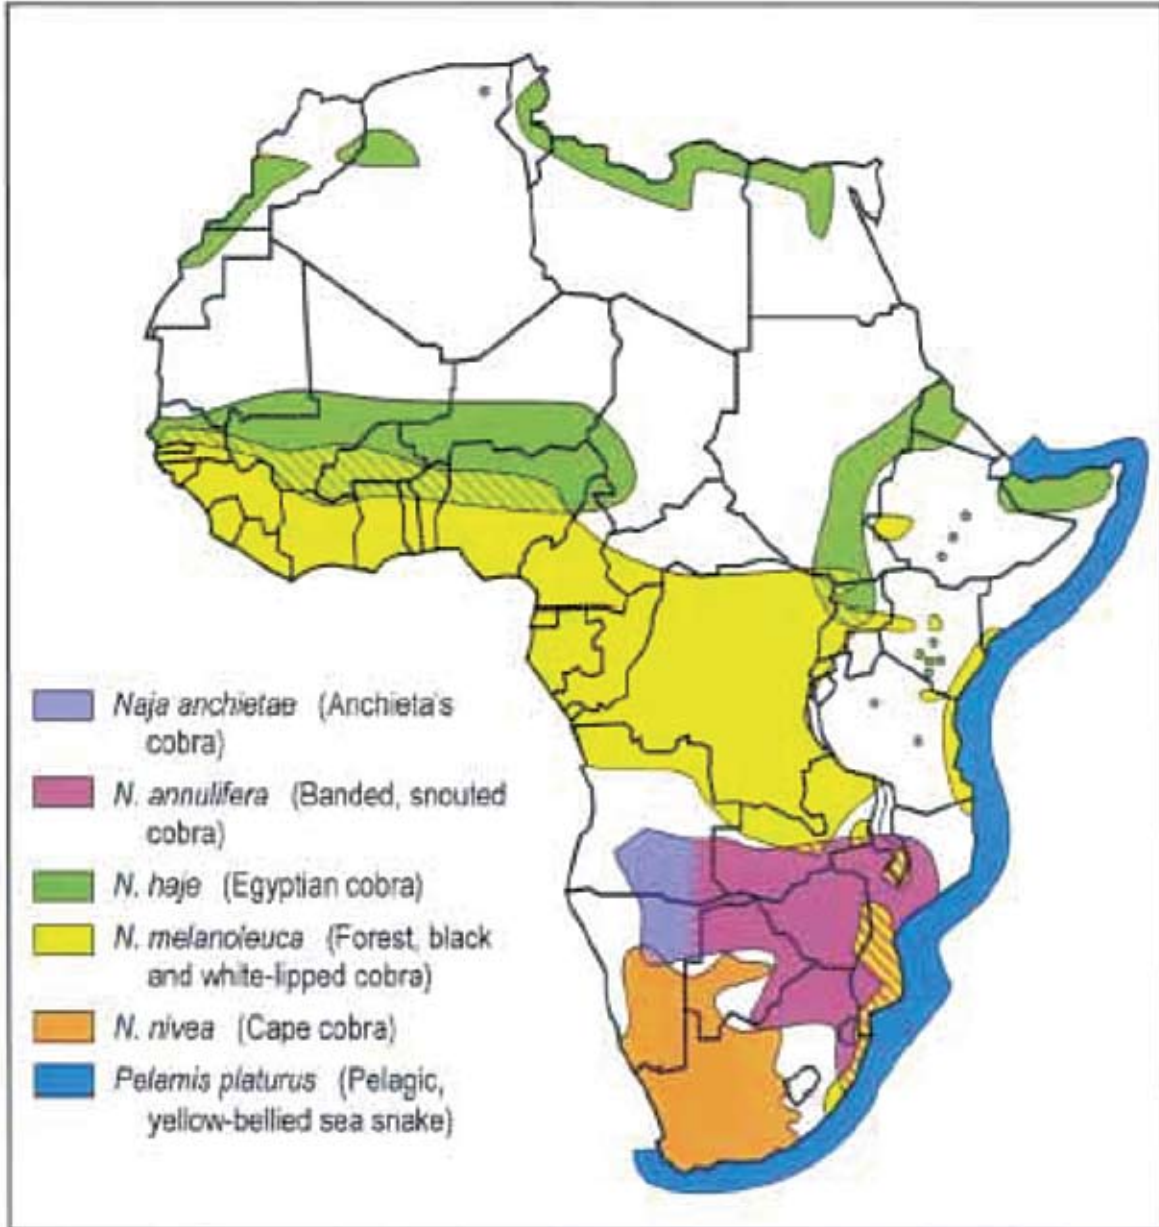 Naja anchietae (Anchieta's
cobra)
N. annulifera (Banded, snouted
cobra)
N. haje (Egyptian cobra)
N. melanoleuca (Forest, black
and white-lipped cobra)
N. nivea (Cape cobra)
Pelamis platurus (Pelagic,
yellow-bellied sea snake)